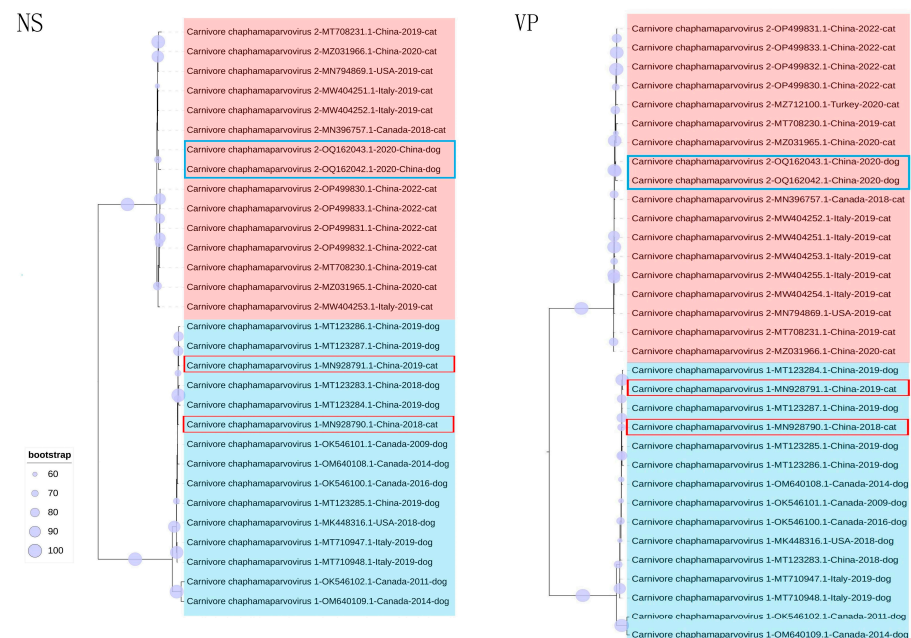 NS
Carnivore chaphamaparvovirus 2-MT708231.1-China-2019-cat
Carnivore chaphamaparvovirus 2-MZ031966.1-China-2020-cat
Carnivore chaphamaparvovirus 2-MN794869.1-USA-2019-cat
Carnivore chaphamaparvovirus 2-MW404251.1-Italy-2019-cat
Carnivore chaphamaparvovirus 2-MW404252.1-Italy-2019-cat
Carnivore chaphamaparvovirus 2-MN396757.1-Canada-2018-cat
Carnivore chaphamaparvovirus 2-OQ162043.1-2020-China-dog
Carnivore chaphamaparvovirus 2-OQ162042.1-2020-China-dog
Carnivore chaphamaparvovirus 2-OP499830.1-China-2022-cat
Carnivore chaphamaparvovirus 2-OP499833.1-China-2022-cat
Carnivore chaphamaparvovirus 2-OP499831.1-China-2022-cat
Carnivore chaphamaparvovirus 2-OP499832.1-China-2022-cat
Carnivore chaphamaparvovirus 2-MT708230.1-China-2019-cat
Carnivore chaphamaparvovirus 2-MZ031965.1-China-2020-cat
Carnivore chaphamaparvovirus 2-MW404253.1-Italy-2019-cat
Carnivore chaphamaparvovirus 1-MT123286.1-China-2019-dog
Carnivore chaphamaparvovirus 1-MT123287.1-China-2019-dog
Carnivore chaphamaparvovirus 1-MN928791.1-China-2019-cat
Carnivore chaphamaparvovirus 1-MT123283.1-China-2018-dog
Carnivore chaphamaparvovirus 1-MT123284.1-China-2019-dog
Carnivore chaphamaparvovirus 1-MN928790.1-China-2018-cat
Carnivore chaphamaparvovirus 1-OK546101.1-Canada-2009-dog
Carnivore chaphamaparvovirus 1-OM640108.1-Canada-2014-dog
Carnivore chaphamaparvovirus 1-OK546100.1-Canada-2016-dog
Carnivore chaphamaparvovirus 1-MT123285.1-China-2019-dog
Carnivore chaphamaparvovirus 1-MK448316.1-USA-2018-dog
Carnivore chaphamaparvovirus 1-MT710947.1-Italy-2019-dog
Carnivore chaphamaparvovirus 1-MT710948.1-Italy-2019-dog
Carnivore chaphamaparvovirus 1-OK546102.1-Canada-2011-dog
Carnivore chaphamaparvovirus 1-OM640109.1-Canada-2014-dog
bootstrap
60
70
80
90
100
VP
Carnivore chaphamaparvovirus 2-OP499831.1-China-2022-cat
Carnivore chaphamaparvovirus 2-OP499833.1-China-2022-cat
Carnivore chaphamaparvovirus 2-OP499832.1-China-2022-cat
Carnivore chaphamaparvovirus 2-OP499830.1-China-2022-cat
Carnivore chaphamaparvovirus 2-MZ712100.1-Turkey-2020-cat
Carnivore chaphamaparvovirus 2-MT708230.1-China-2019-cat
Carnivore chaphamaparvovirus 2-MZ031965.1-China-2020-cat
Carnivore chaphamaparvovirus 2-OQ162043.1-China-2020-dog
Carnivore chaphamaparvovirus 2-OQ162042.1-China-2020-dog
Carnivore chaphamaparvovirus 2-MN396757.1-Canada-2018-cat
Carnivore chaphamaparvovirus 2-MW404252.1-Italy-2019-cat
Carnivore chaphamaparvovirus 2-MW404251.1-Italy-2019-cat
Carnivore chaphamaparvovirus 2-MW404253.1-Italy-2019-cat
Carnivore chaphamaparvovirus 2-MW404255.1-Italy-2019-cat
Carnivore chaphamaparvovirus 2-MW404254.1-Italy-2019-cat
Carnivore chaphamaparvovirus 2-MN794869.1-USA-2019-cat
Carnivore chaphamaparvovirus 2-MT708231.1-China-2019-cat
Carnivore chaphamaparvovirus 2-MZ031966.1-China-2020-cat
Carnivore chaphamaparvovirus 1-MT123284.1-China-2019-dog
Carnivore chaphamaparvovirus 1-MN928791.1-China-2019-cat
Carnivore chaphamaparvovirus 1-MT123287.1-China-2019-dog
Carnivore chaphamaparvovirus 1-MN928790.1-China-2018-cat
Carnivore chaphamaparvovirus 1-MT123285.1-China-2019-dog
Carnivore chaphamaparvovirus 1-MT123286.1-China-2019-dog
Carnivore chaphamaparvovirus 1-OM640108.1-Canada-2014-dog
Carnivore chaphamaparvovirus 1-OK546101.1-Canada-2009-dog
Carnivore chaphamaparvovirus 1-OK546100.1-Canada-2016-dog
Carnivore chaphamaparvovirus 1-MK448316.1-USA-2018-dog
Carnivore chaphamaparvovirus 1-MT123283.1-China-2018-dog
Carnivore chaphamaparvovirus 1-MT710947.1-Italy-2019-dog
Carnivore chaphamaparvovirus 1-MT710948.1-Italy-2019-dog
Carnivore chaphamaparvovirus 1-OK546102.1-Canada-2011-dog
Carnivore chaphamaparvovirus 1-OM640109.1-Canada-2014-dog